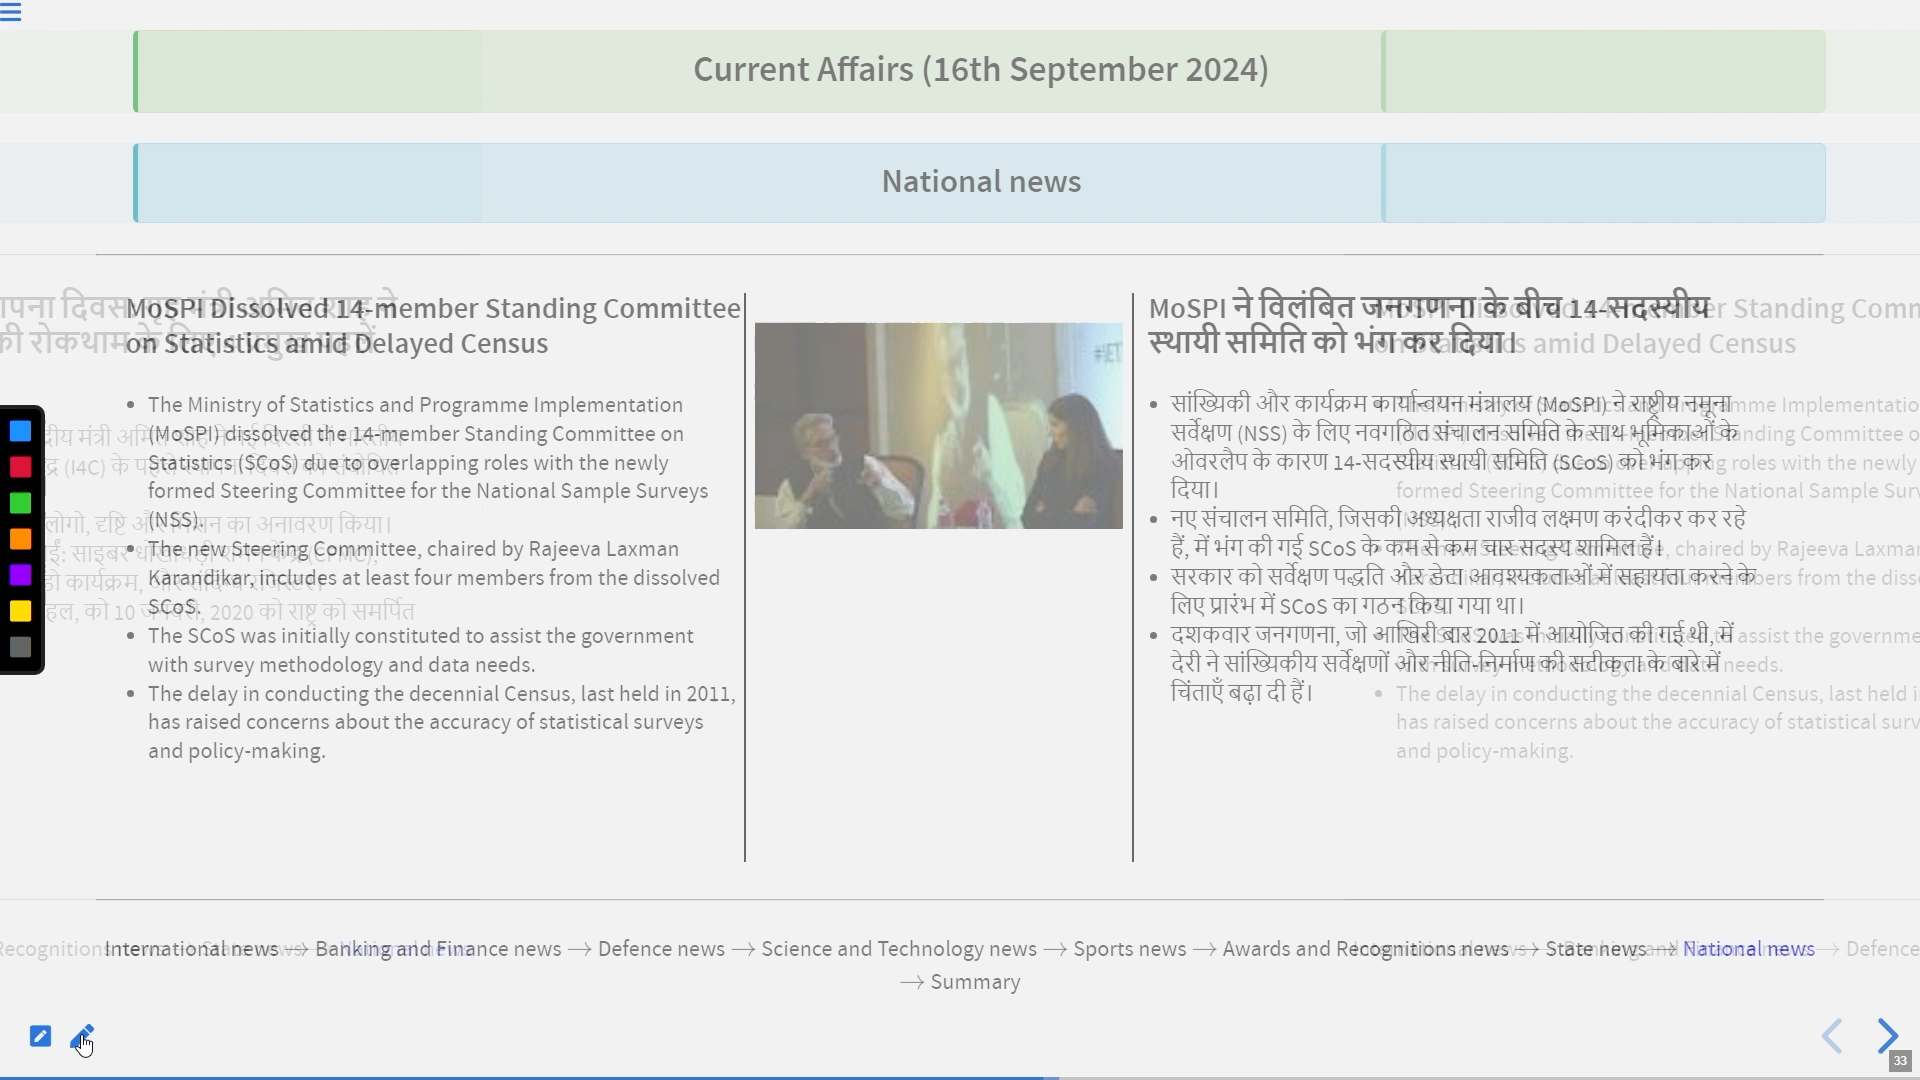 Current Affairs (16th September 2024)
National news
MoSPI Dissolved 14-member Standing Committee
on Statistics amid Delayed Census
The Ministry of Statistics and Programme Implementation
(MoSPI) dissolved the 14-member Standing Committee on
Statistics (SCoS) due to overlapping roles with the newly
formed Steering Committee for the National Sample Surveys
(NSS).
The new Steering Committee, chaired by Rajeeva Laxman
Karandikar, includes at least four members from the dissolved
SCoS.
The SCoS was initially constituted to assist the government
with survey methodology and data needs.
The delay in conducting the decennial Census, last held in 2011,
has raised concerns about the accuracy of statistical surveys
and policy-making.
MoSPI ने विलंबित जनगणना के बीच 14-सदस्यीय
स्थायी समिति को भंग कर दिया।
सांख्यिकी और कार्यक्रम कार्यान्वयन मंत्रालय (MoSPI) ने राष्ट्रीय नमूना
सर्वेक्षण (NSS) के लिए नवगठित संचालन समिति के साथ भूमिकाओं के
ओवरलैप के कारण 14-सदस्यीय स्थायी समिति (SCoS) को भंग कर
दिया।
नए संचालन समिति, जिसकी अध्यक्षता राजीव लक्ष्मण करंदीकर कर रहे
हैं, में भंग की गई SCoS के कम से कम चार सदस्य शामिल हैं।
सरकार को सर्वेक्षण पद्धति और डेटा आवश्यकताओं में सहायता करने के
लिए प्रारंभ में SCoS का गठन किया गया था।
दशकवार जनगणना, जो आखिरी बार 2011 में आयोजित की गई थी, में
देरी ने सांख्यिकीय सर्वेक्षणों और नीति-निर्माण की सटीकता के बारे में
चिंताएँ बढ़ा दी हैं।
International news → Banking and Finance news → Defence news → Science and Technology news → Sports news → Awards and Recognitions news → State news → National news
→ Summary
33